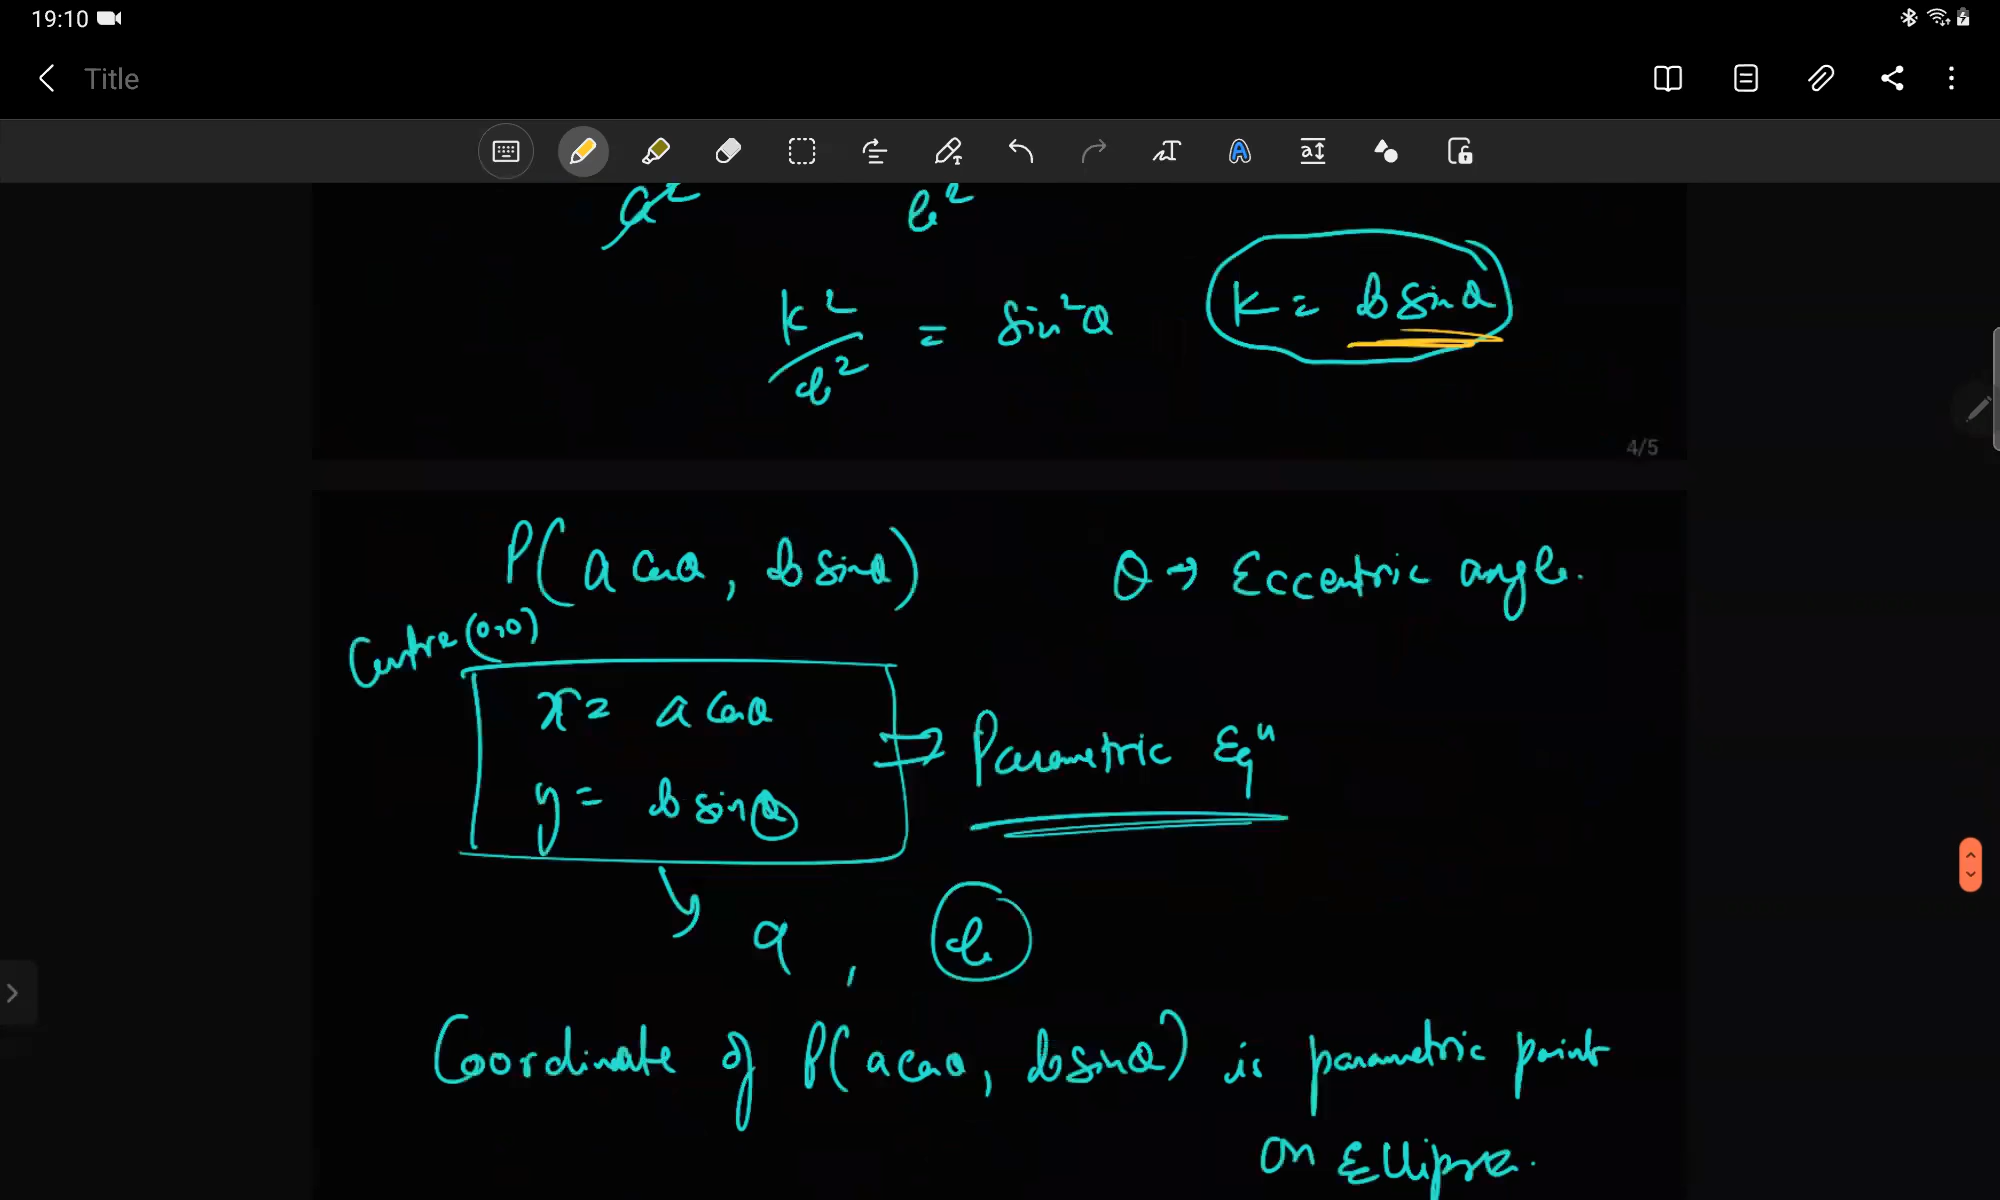 19:10
Title
a² b²
k²/b² = sin²θ K = b sinθ
4/5
P(a cosθ, b sinθ) θ → Eccentric angle.
Centre (0,0)
x = a cosθ
y = b sinθ ⇒ Parametric Eqⁿ
a , b
Coordinate of P(a cosθ, b sinθ) is parametric point
on Ellipse.